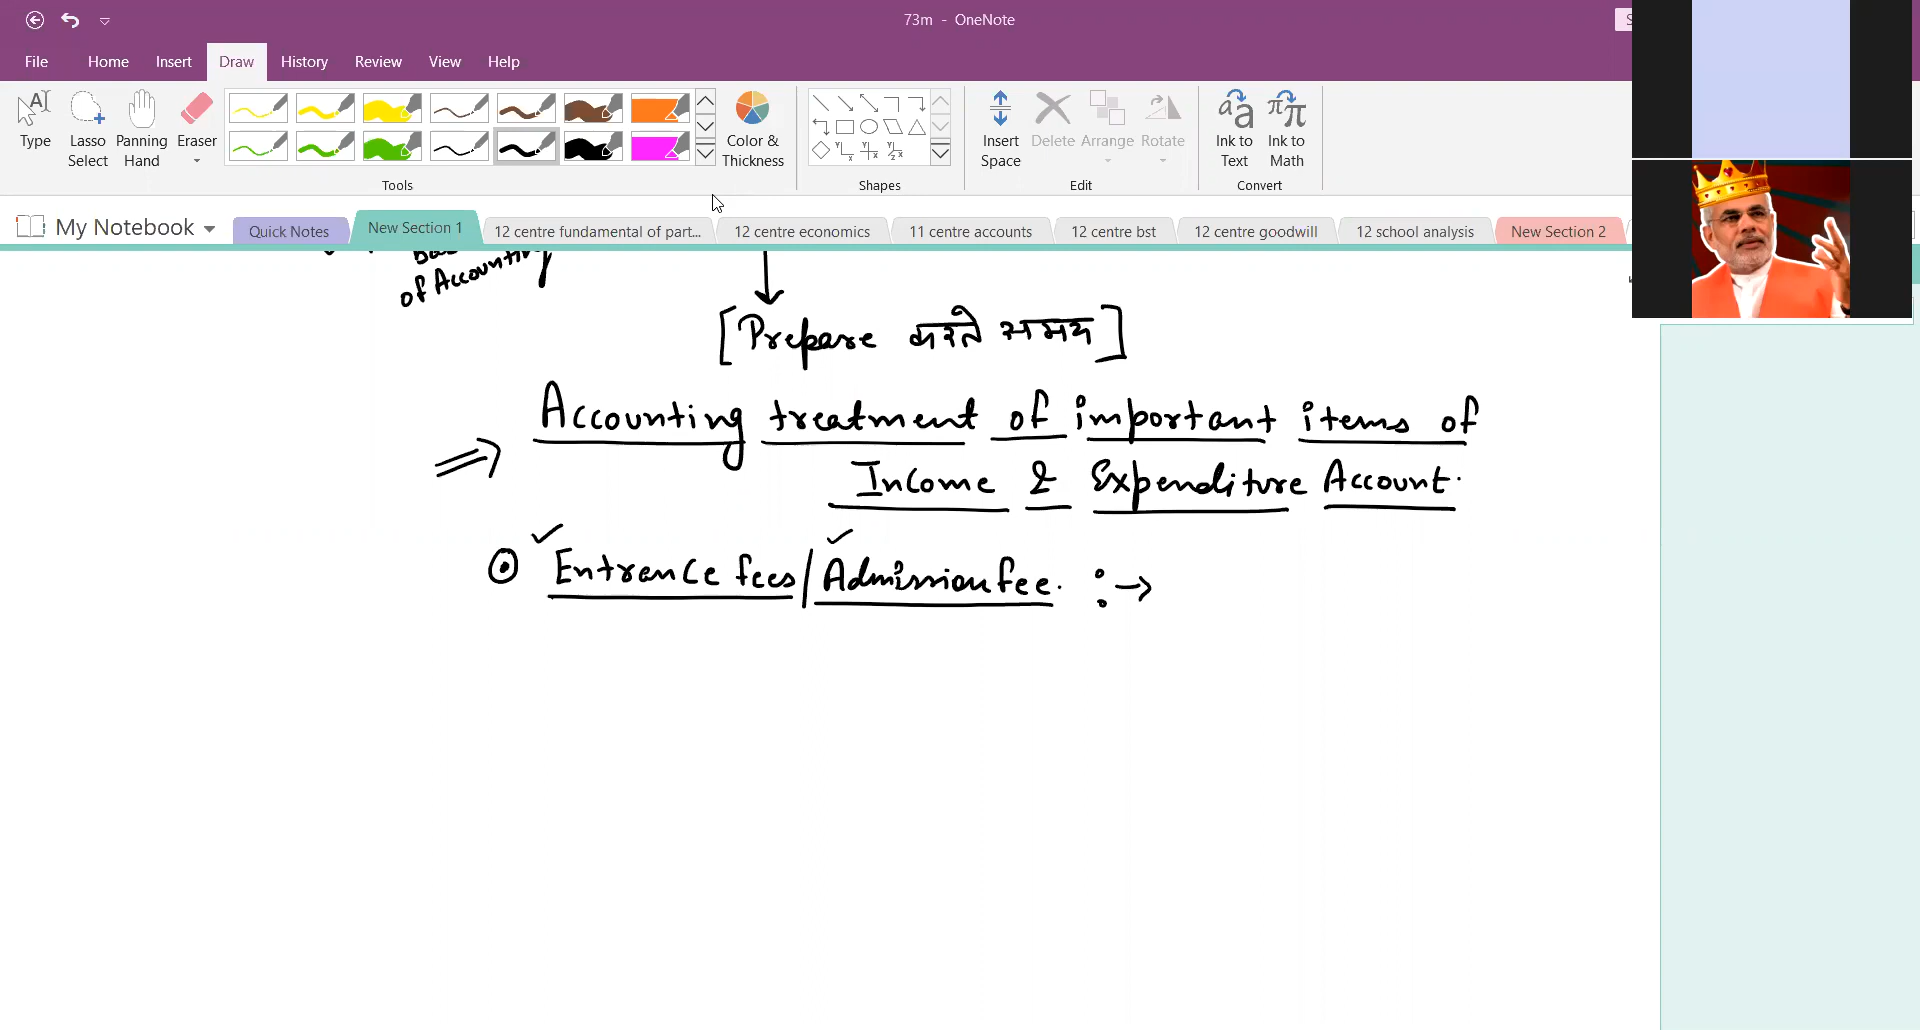 73m - OneNote
File Home Insert Draw History Review View Help
Type
Lasso Select
Panning Hand
Eraser
Color & Thickness
Insert Space
Delete
Arrange
Rotate
Ink to Text
Ink to Math
Tools Shapes Edit Convert
My Notebook Quick Notes New Section 1 12 centre fundamental of part... 12 centre economics 11 centre accounts 12 centre bst 12 centre goodwill 12 school analysis New Section 2
of Accounting
[Prepare करते समय]
⇒ Accounting treatment of important items of
Income & Expenditure Account.
Entrance fees/Admission fee. :→